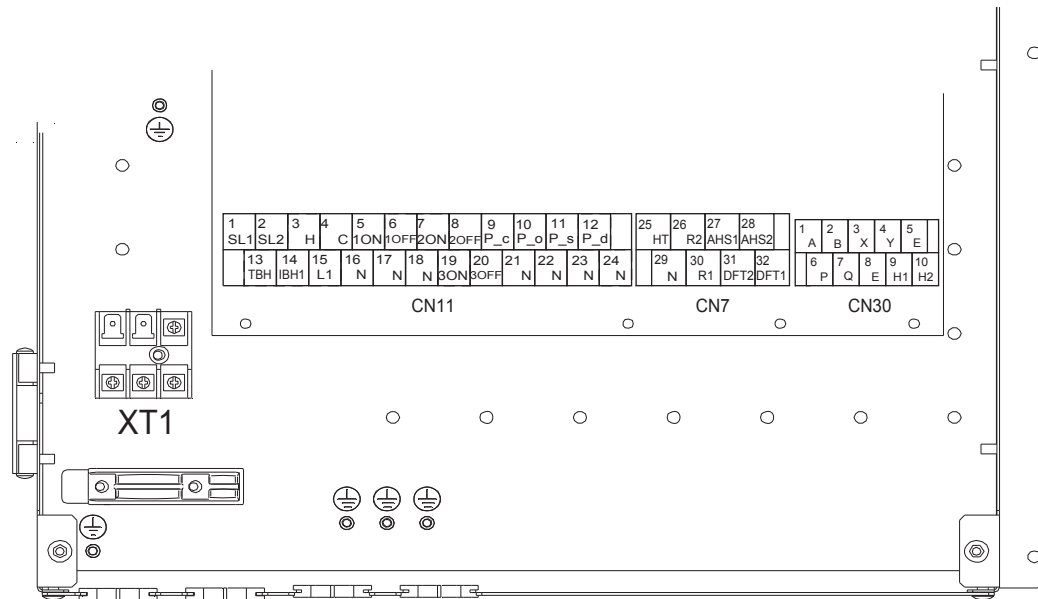 1 2 3 4 5 6 7 8 9 10 11 12
SL1 SL2 H C 1ON 1OFF 2ON 2OFF P_c P_o P_s P_d
13 14 15 16 17 18 19 20 21 22 23 24
TBH IBH1 L1 N N N 3ON 3OFF N N N N
CN11
25 26 27 28
HT R2 AHS1 AHS2
29 30 31 32
N R1 DFT2 DFT1
CN7
1 2 3 4 5
A B X Y E
6 7 8 9 10
P Q E H1 H2
CN30
XT1